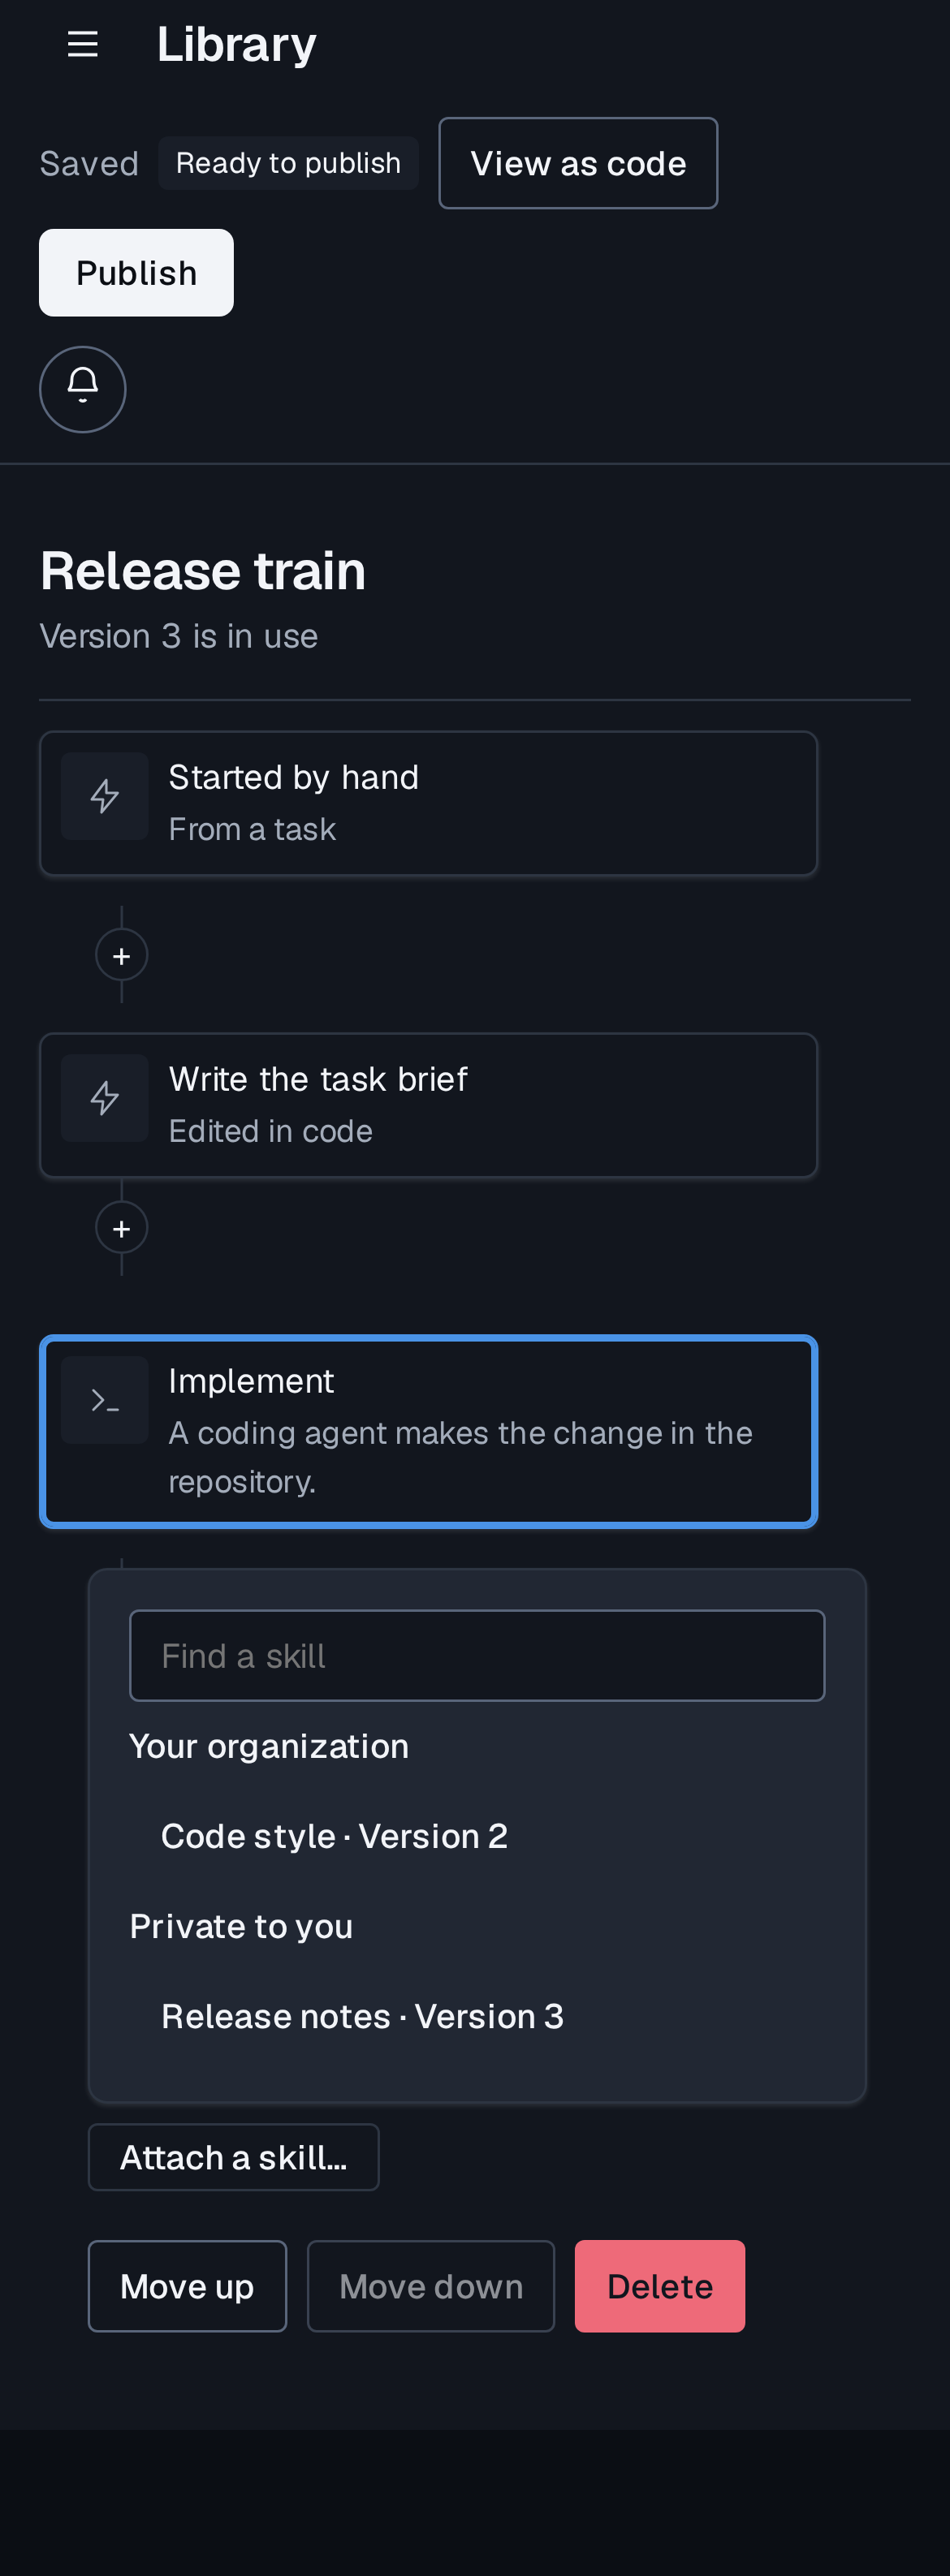 Library
Saved
Ready to publish
View as code
Publish
Release train
Version 3 is in use
Started by hand
From a task
+
Write the task brief
Edited in code
+
Implement
A coding agent makes the change in the
repository.
Find a skill
Your organization
Code style · Version 2
Private to you
Release notes · Version 3
Attach a skill…
Move up
Move down
Delete